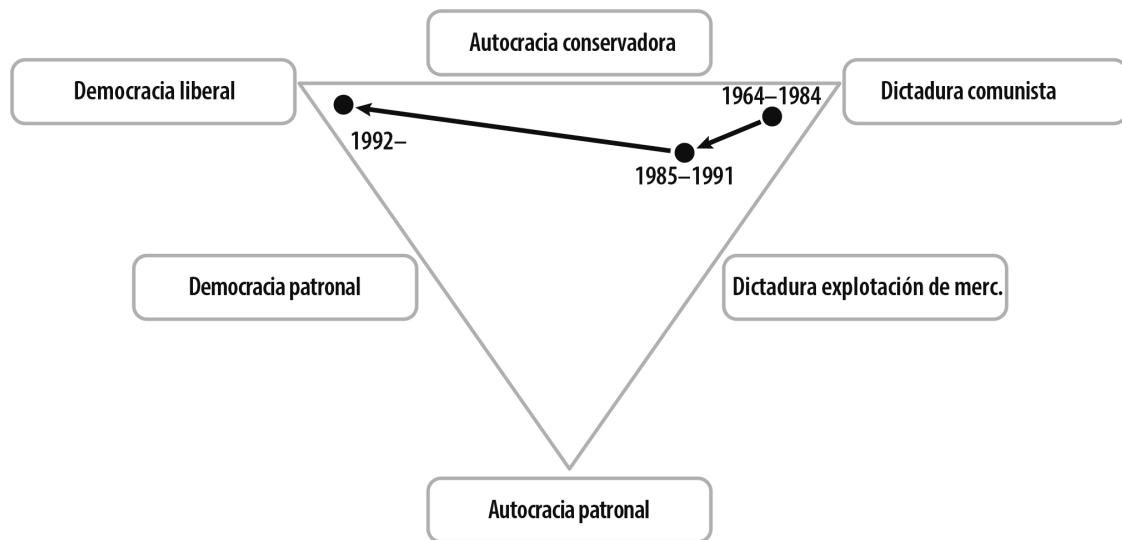 Autocracia conservadora
Democracia liberal
Dictadura comunista
1964–1984
1992–
1985–1991
Democracia patronal
Dictadura explotación de merc.
Autocracia patronal